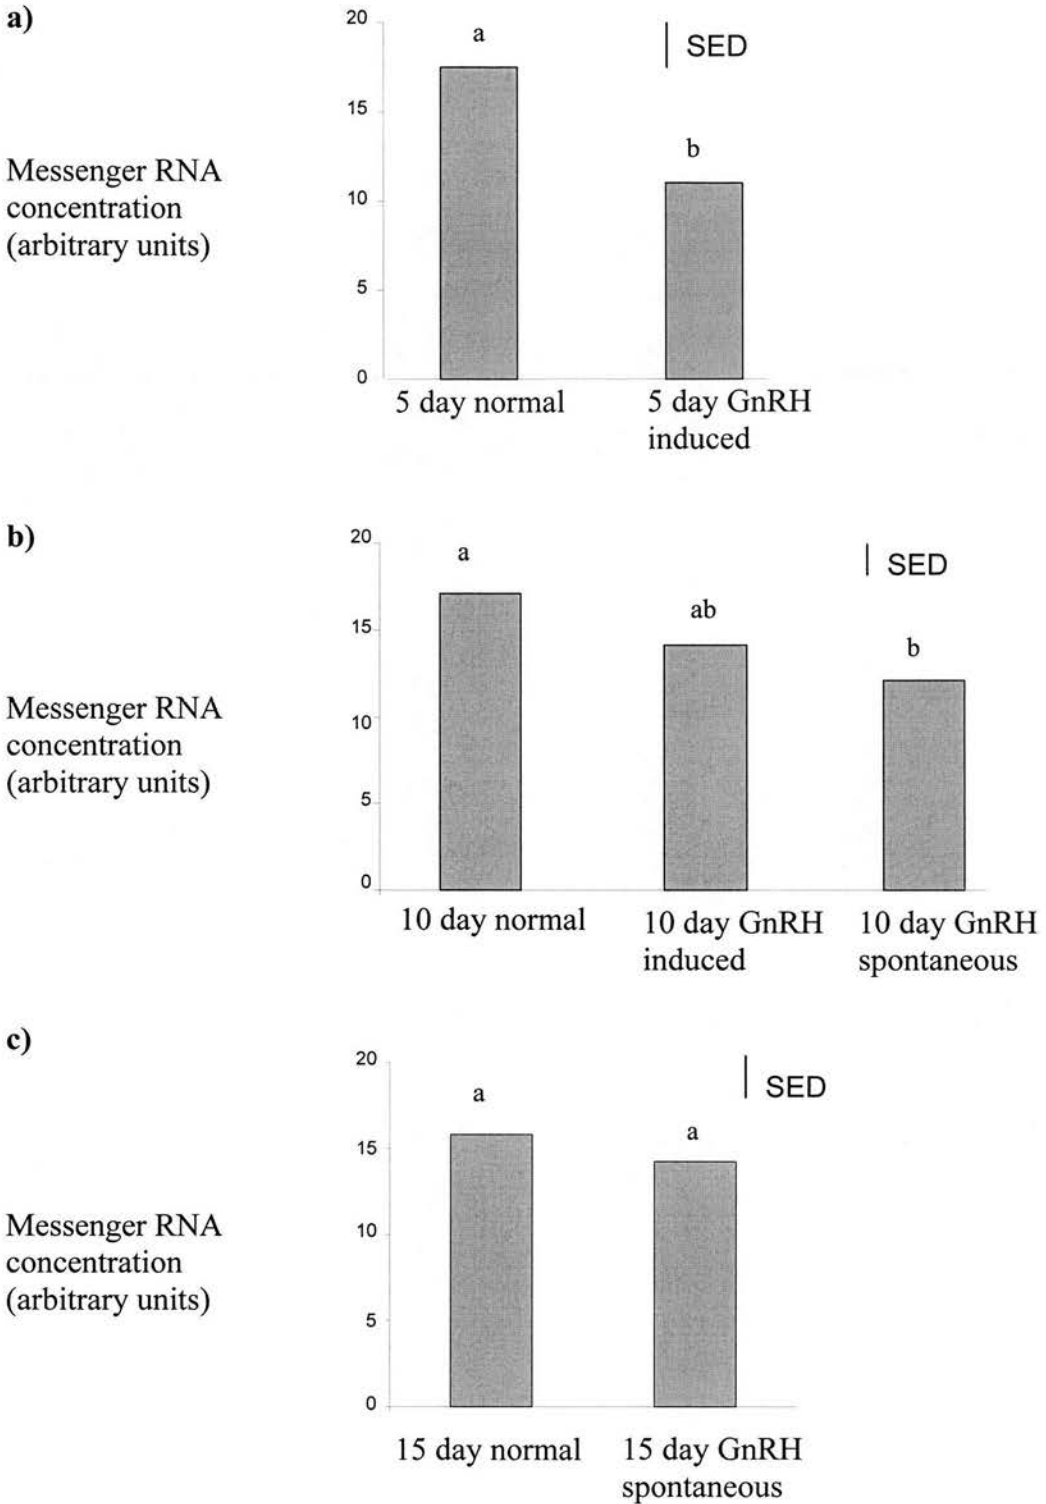 a)
20
15
10
5
0
Messenger RNA
concentration
(arbitrary units)
a
b
SED
5 day normal
5 day GnRH
induced
b)
20
15
10
5
0
Messenger RNA
concentration
(arbitrary units)
a
ab
b
SED
10 day normal
10 day GnRH
induced
10 day GnRH
spontaneous
c)
20
15
10
5
0
Messenger RNA
concentration
(arbitrary units)
a
a
SED
15 day normal
15 day GnRH
spontaneous